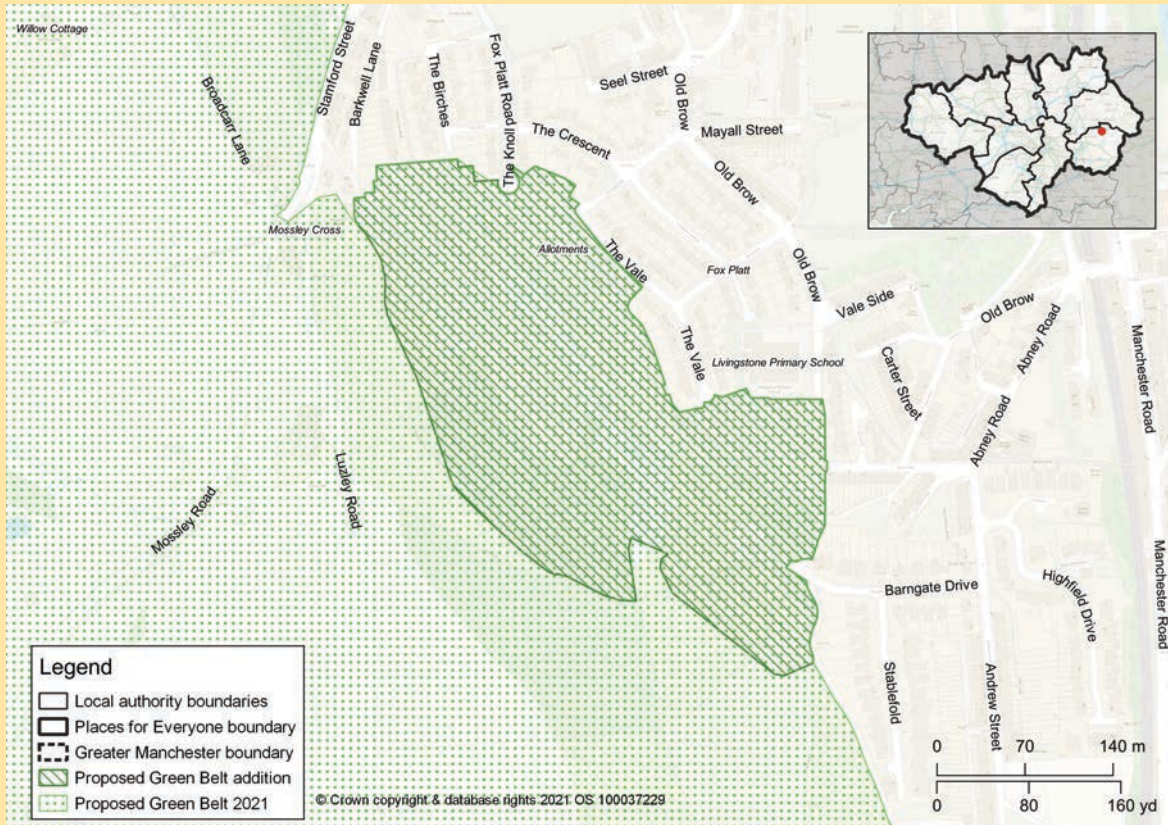 Willow Cottage
Broadcarr Lane
Stamford Street
Barkwell Lane
The Birches
Fox Platt Road
The Knoll
The Crescent
Seel Street
Old Brow
Mayall Street
Old Brow
Mossley Cross
Allotments
The Vale
Fox Platt
Old Brow
Vale Side
Old Brow
The Vale
Livingstone Primary School
Carter Street
Abney Road
Abney Road
Manchester Road
Luzley Road
Mossley Road
Barngate Drive
Highfield Drive
Manchester Road
Stablefold
Andrew Street
Legend
Local authority boundaries
Places for Everyone boundary
Greater Manchester boundary
Proposed Green Belt addition
Proposed Green Belt 2021
© Crown copyright & database rights 2021 OS 100037229
0 70 140 m
0 80 160 yd